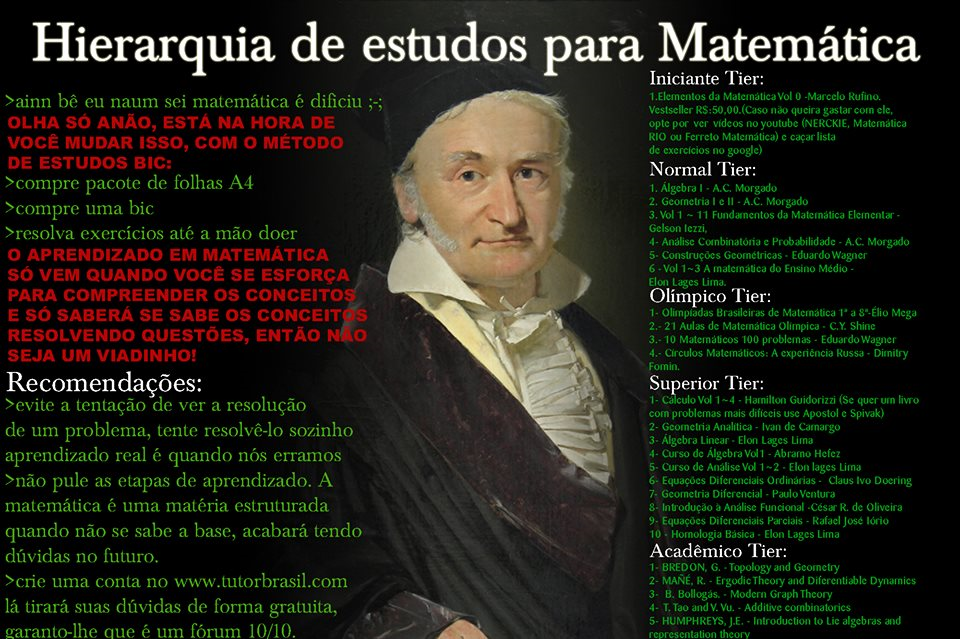 Hierarquia de estudos para Matemática
>ainn bê eu naum sei matemática é dificiu ;-;
OLHA SÓ ANÃO, ESTÁ NA HORA DE
VOCÊ MUDAR ISSO, COM O MÉTODO
DE ESTUDOS BIC:
>compre pacote de folhas A4
>compre uma bic
>resolva exercícios até a mão doer
O APRENDIZADO EM MATEMÁTICA
SÓ VEM QUANDO VOCÊ SE ESFORÇA
PARA COMPREENDER OS CONCEITOS
E SÓ SABERÁ SE SABE OS CONCEITOS
RESOLVENDO QUESTÕES, ENTÃO NÃO
SEJA UM VIADINHO!
Recomendações:
>evite a tentação de ver a resolução
de um problema, tente resolvê-lo sozinho
aprendizado real é quando nós erramos
>não pule as etapas de aprendizado. A
matemática é uma matéria estruturada
quando não se sabe a base, acabará tendo
dúvidas no futuro.
>crie uma conta no www.tutorbrasil.com
lá tirará suas dúvidas de forma gratuita,
garanto-lhe que é um fórum 10/10.
Iniciante Tier:
1.Elementos da Matemática Vol 0 -Marcelo Rufino.
Vestseller R$:50,00.(Caso não queira gastar com ele,
opte por ver vídeos no youtube (NERCKIE, Matemática
RIO ou Ferreto Matemática) e caçar lista
de exercícios no google)
Normal Tier:
1. Álgebra I - A.C. Morgado
2. Geometria I e II - A.C. Morgado
3. Vol 1 ~ 11 Fundamentos da Matemática Elementar -
Gelson Iezzi,
4- Análise Combinatória e Probabilidade - A.C. Morgado
5- Construções Geométricas - Eduardo Wagner
6 - Vol 1~3 A matemática do Ensino Médio -
Elon Lages Lima.
Olímpico Tier:
1- Olimpíadas Brasileiras de Matemática 1ª a 8ª-Élio Mega
2.- 21 Aulas de Matemática Olimpica - C.Y. Shine
3.- 10 Matemáticos 100 problemas - Eduardo Wagner
4.- Círculos Matemáticos: A experiência Russa - Dimitry
Fomin.
Superior Tier:
1- Calculo Vol 1~4 - Hamilton Guidorizzi (Se quer um livro
com problemas mais difíceis use Apostol e Spivak)
2- Geometria Analítica - Ivan de Camargo
3- Álgebra Linear - Elon Lages Lima
4- Curso de Álgebra Vol1 - Abramo Hefez
5- Curso de Análise Vol 1~2 - Elon lages Lima
6- Equações Diferenciais Ordinárias - Claus Ivo Doering
7- Geometria Diferencial - Paulo Ventura
8- Introdução à Análise Funcional -César R. de Oliveira
9- Equações Diferenciais Parciais - Rafael José Iório
10 - Homologia Básica - Elon Lages Lima
Acadêmico Tier:
1- BREDON, G. - Topology and Geometry
2- MAÑÉ, R. - Ergodic Theory and Diferentiable Dynamics
3- B. Bollogás. - Modern Graph Theory
4- T. Tao and V. Vu. - Additive combinatorics
5- HUMPHREYS, J.E. - Introduction to Lie algebras and
representation theory